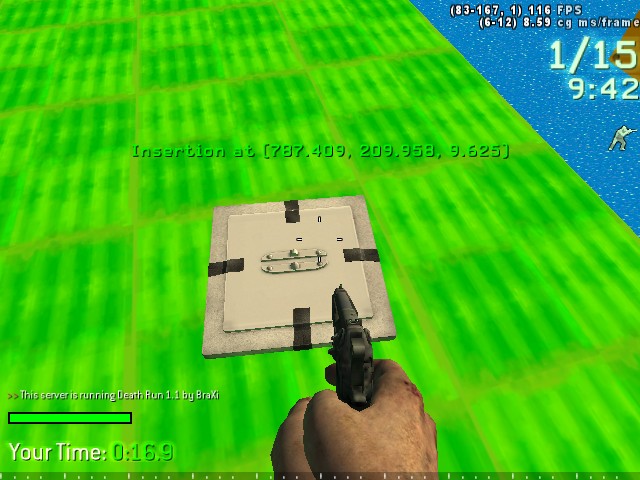 (83-167, 1) 116 FPS
(6-12) 8.59 cg ms/frame
1/15
9:42
Insertion at [787.409, 209.958, 9.625]
>>This server is running Death Run 1.1 by BraXi
Your Time: 0:16.9